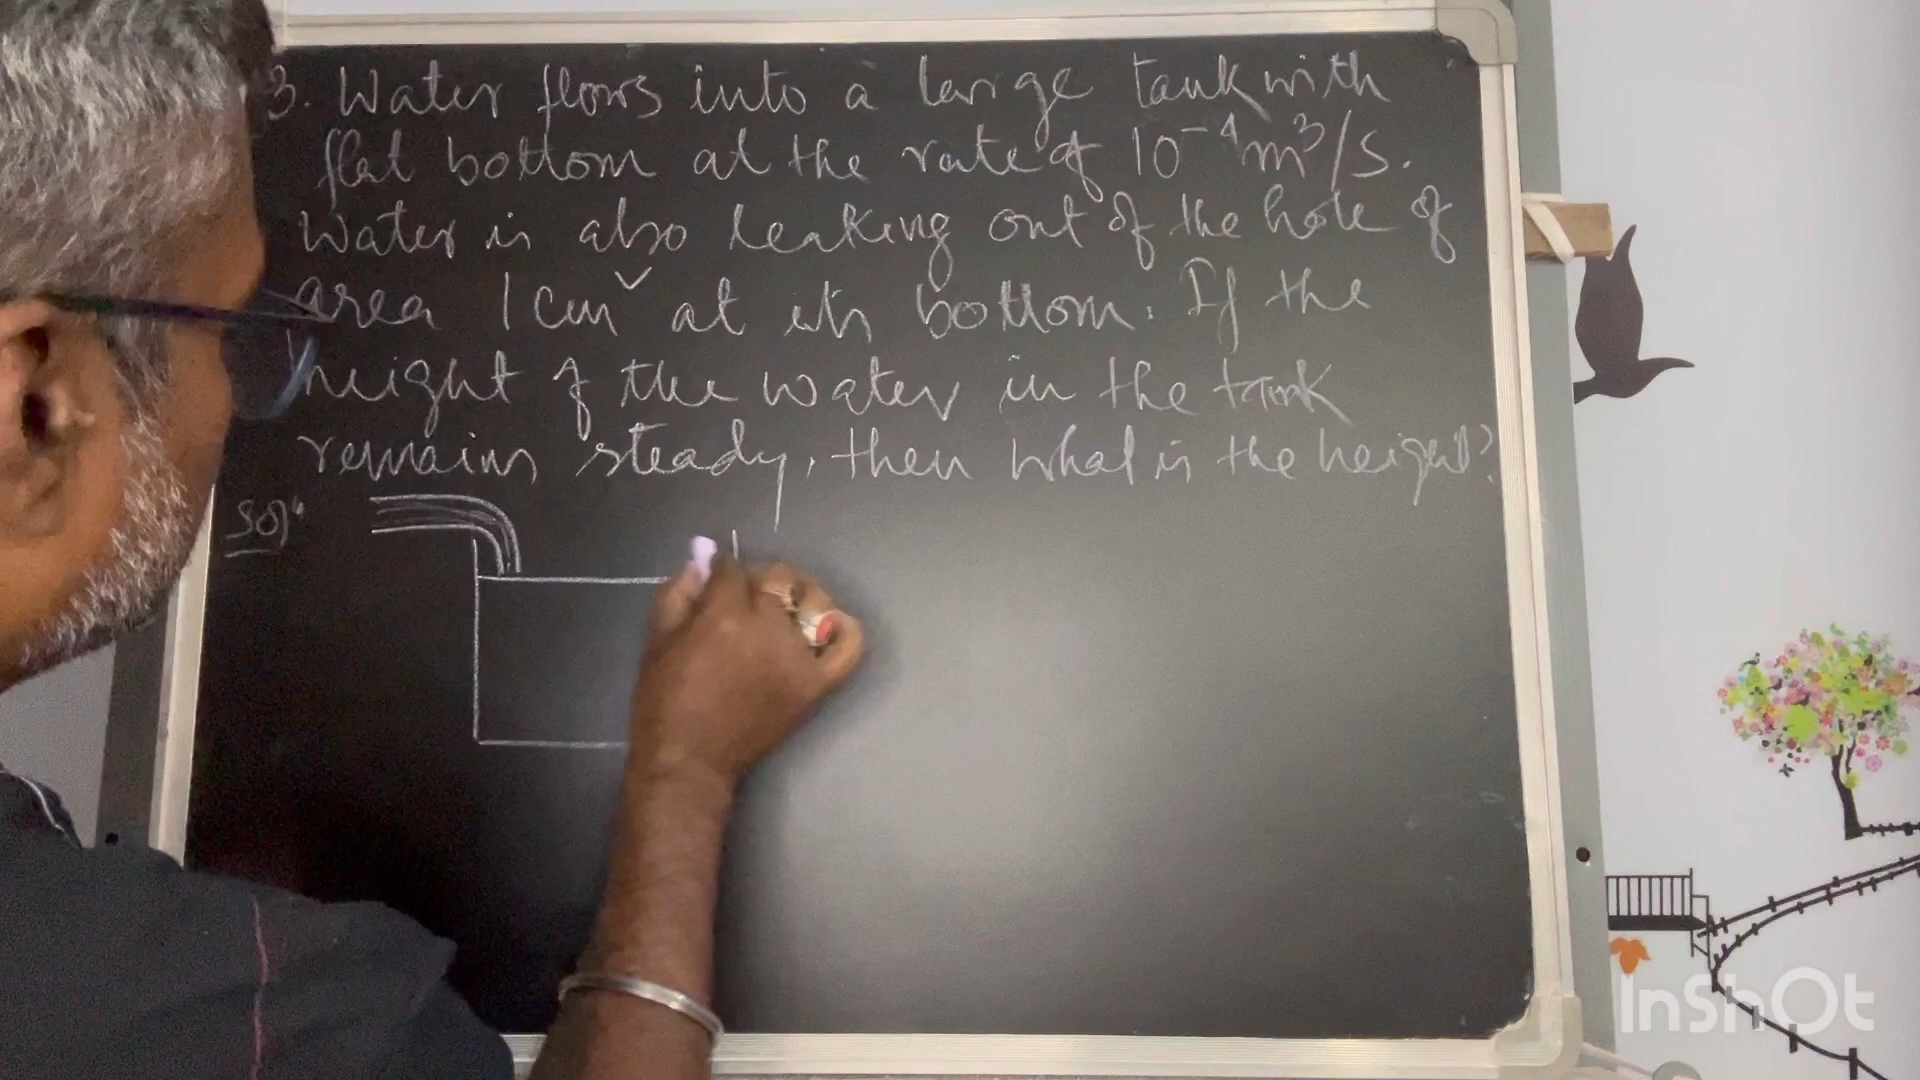 3. Water flows into a large tank with
flat bottom at the rate of 10⁻⁴ m³/s.
Water is also leaking out of the hole of
area 1 cm² at its bottom. If the
height of the water in the tank
remains steady, then what is the height?
Solⁿ
InShOt